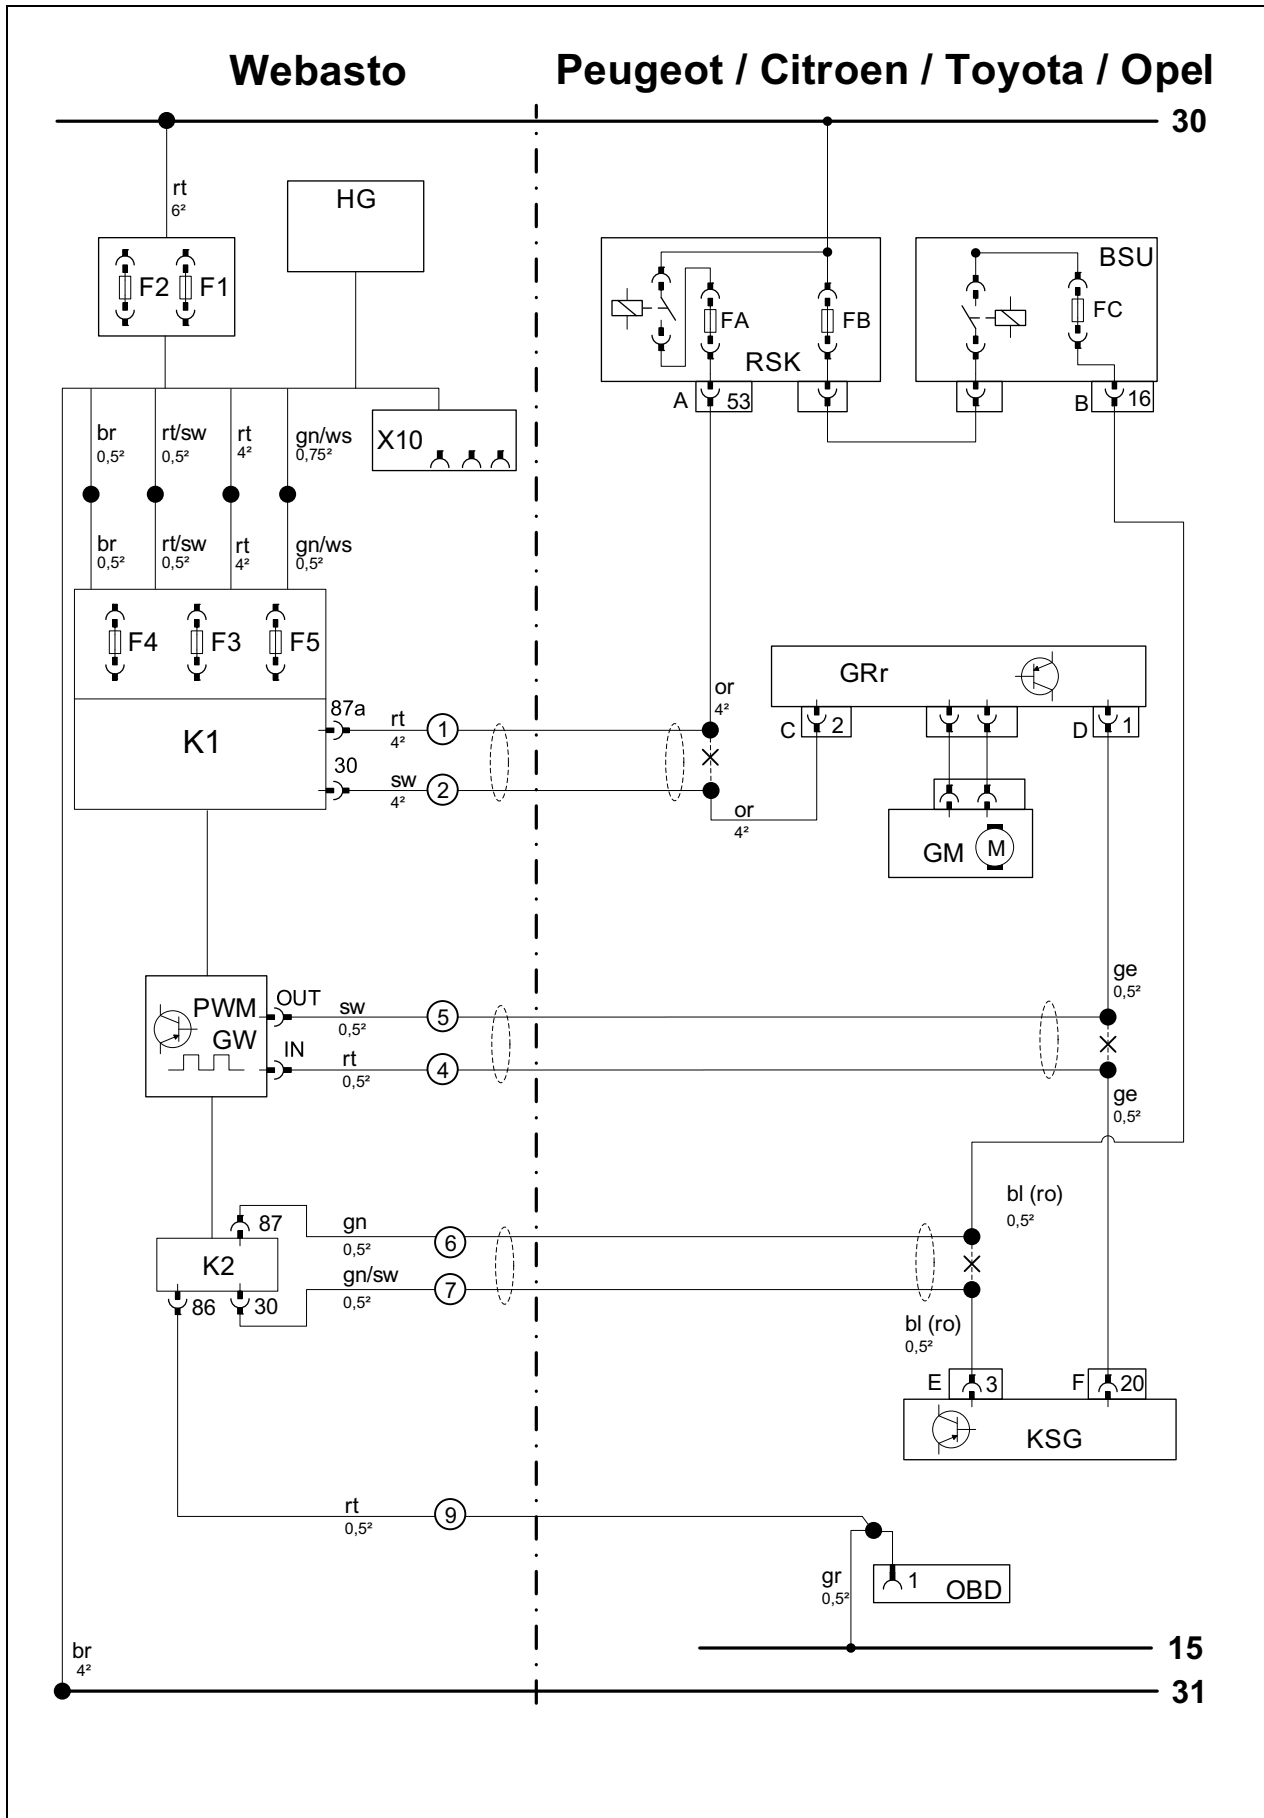 Webasto
Peugeot / Citroen / Toyota / Opel
30
rt
6²
HG
F2
F1
BSU
FA
FB
FC
RSK
A
53
B
16
X10
br
0,5²
rt/sw
0,5²
rt
4²
gn/ws
0,75²
br
0,5²
rt/sw
0,5²
rt
4²
gn/ws
0,5²
F4
F3
F5
GRr
K1
87a
rt
4²
1
or
4²
C
2
D
1
30
sw
4²
2
or
4²
GM
M
PWM
GW
OUT
sw
0,5²
5
ge
0,5²
IN
rt
0,5²
4
ge
0,5²
bl (ro)
0,5²
87
gn
0,5²
6
K2
gn/sw
0,5²
7
86
30
bl (ro)
0,5²
E
3
F
20
KSG
rt
0,5²
9
gr
0,5²
1
OBD
15
br
4²
31